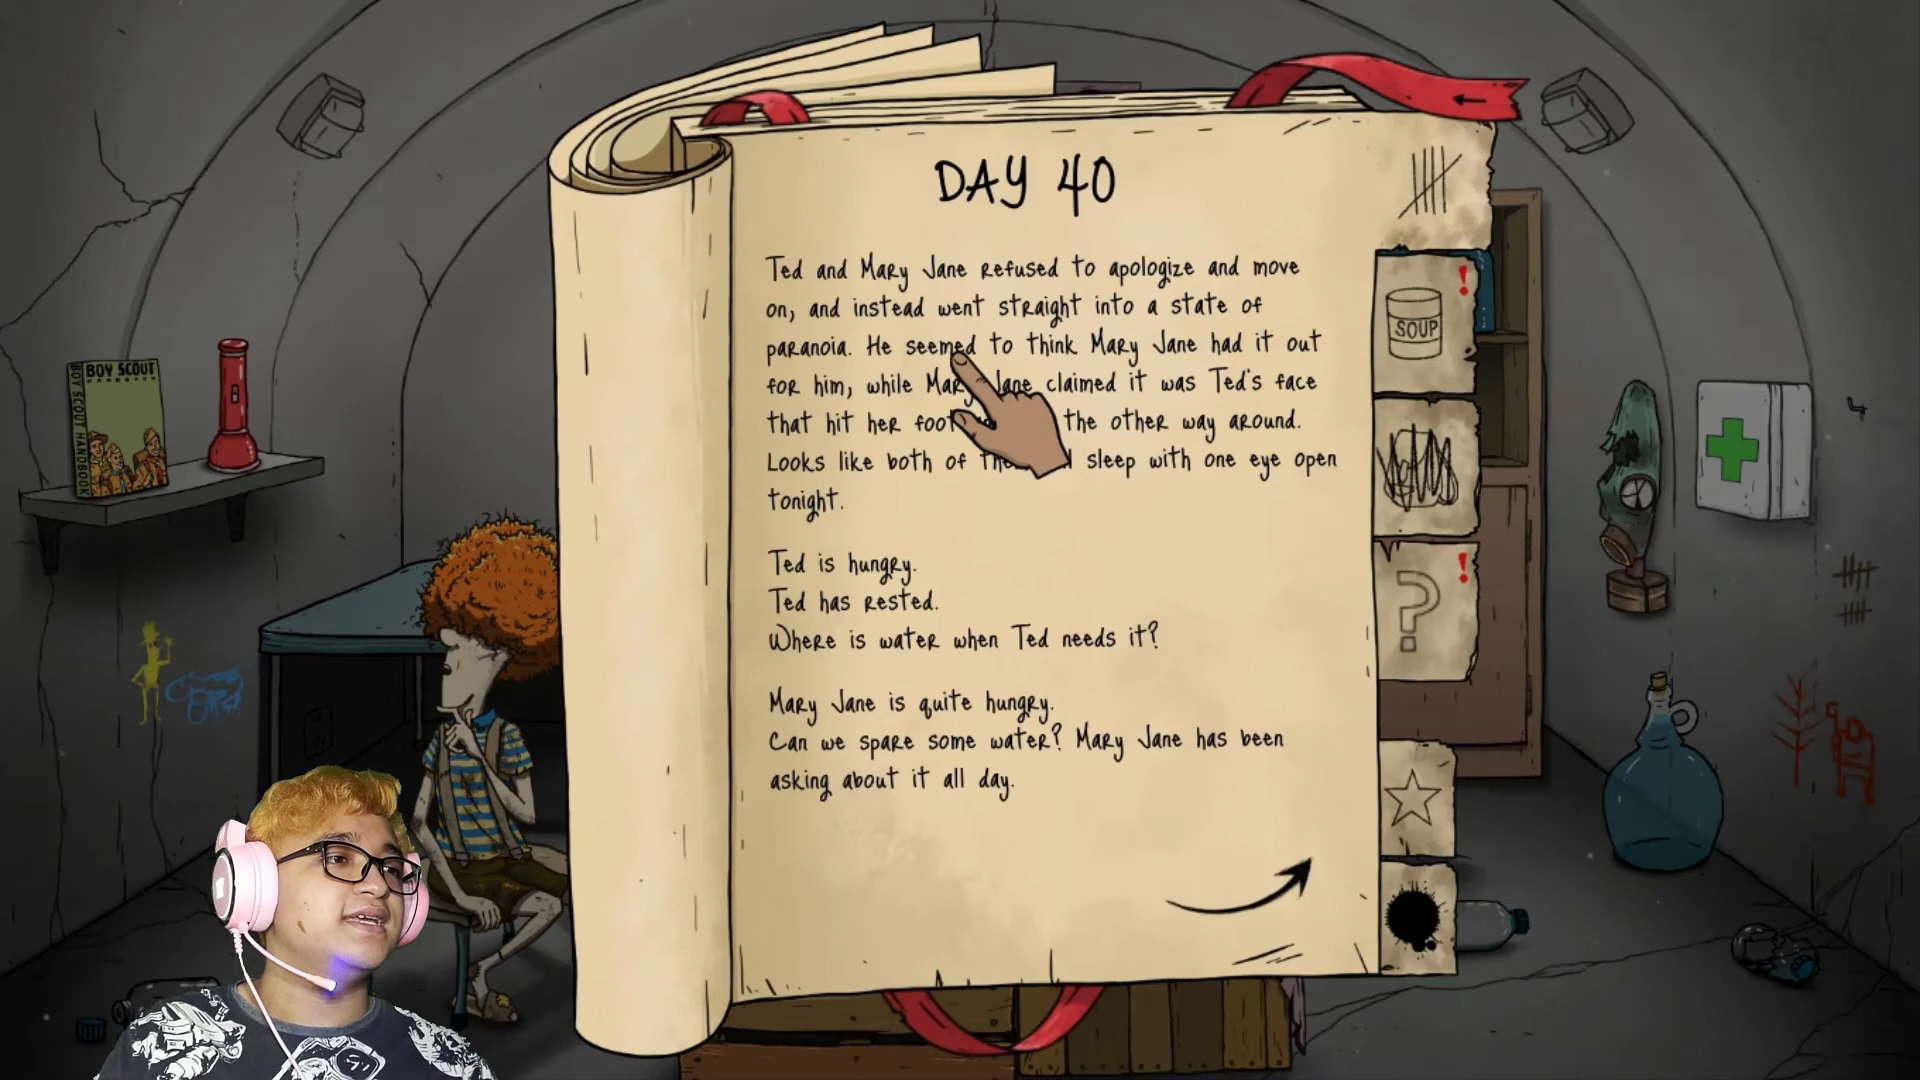 DAY 40
Ted and Mary Jane refused to apologize and move
on, and instead went straight into a state of
paranoia. He seemed to think Mary Jane had it out
for him, while Mary Jane claimed it was Ted's face
that hit her foot the other way around.
Looks like both of sleep with one eye open
tonight.
Ted is hungry.
Ted has rested.
Where is water when Ted needs it?
Mary Jane is quite hungry.
Can we spare some water? Mary Jane has been
asking about it all day.
!
SOUP
!
?
BOY SCOUT
BOY SCOUT HANDBOOK